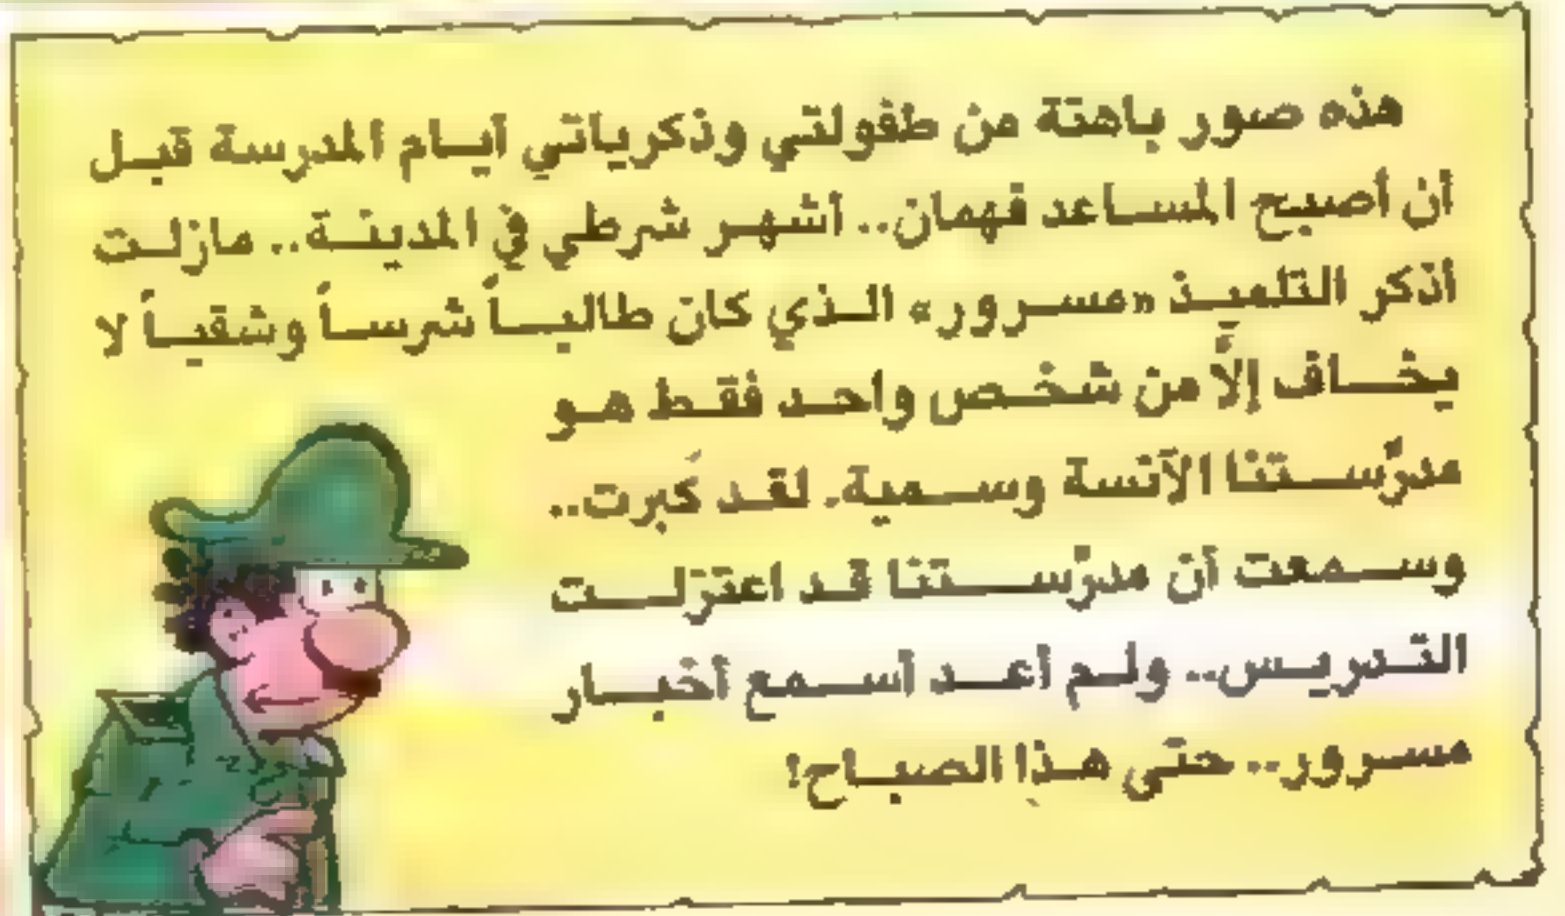 هذه صور باهتة من طفولتي وذكرياتي أيام المدرسة قبل
أن أصبح المساعد فهمان.. أشهر شرطي في المدينة.. مازلت
أذكر التلميذ «مسرور» الذي كان طالباً شرساً وشقياً لا
يخاف إلاَّ من شخص واحد فقط هو
مدرّستنا الآنسة وسمية. لقد كَبرت..
وسمعت أن مدرّستنا قد اعتزلت
التدريس.. ولم أعد أسمع أخبار
مسرور.. حتى هذا الصباح!